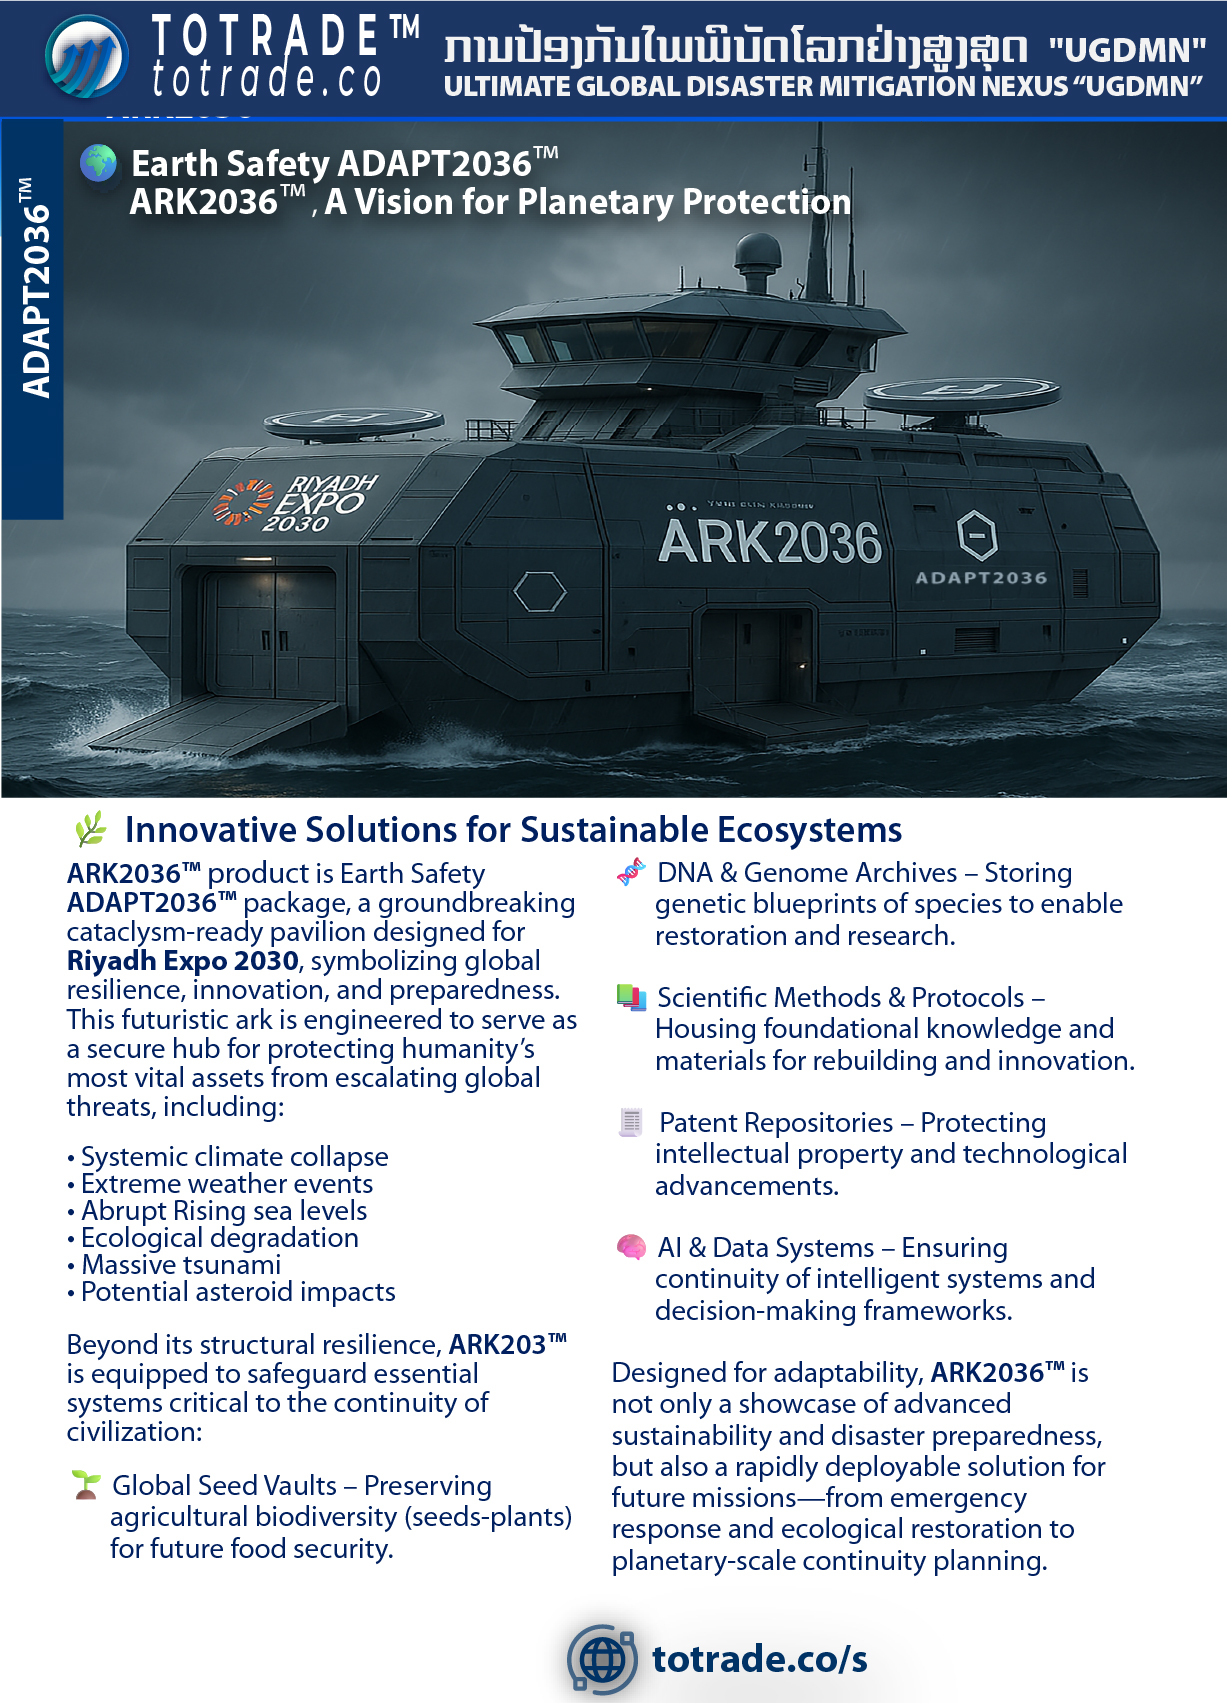 TOTRADE™
totrade.co
ການປ້ອງກັນໄພພິບັດໂລກຢ່າງສູງສຸດ "UGDMN"
ULTIMATE GLOBAL DISASTER MITIGATION NEXUS “UGDMN”
ADAPT2036™
Earth Safety ADAPT2036™
ARK2036™, A Vision for Planetary Protection
RIYADH
EXPO
2030
ARK2036
ADAPT2036
Innovative Solutions for Sustainable Ecosystems
ARK2036™ product is Earth Safety
ADAPT2036™ package, a groundbreaking
cataclysm-ready pavilion designed for
Riyadh Expo 2030, symbolizing global
resilience, innovation, and preparedness.
This futuristic ark is engineered to serve as
a secure hub for protecting humanity’s
most vital assets from escalating global
threats, including:
• Systemic climate collapse
• Extreme weather events
• Abrupt Rising sea levels
• Ecological degradation
• Massive tsunami
• Potential asteroid impacts
Beyond its structural resilience, ARK203™
is equipped to safeguard essential
systems critical to the continuity of
civilization:
Global Seed Vaults – Preserving
agricultural biodiversity (seeds-plants)
for future food security.
DNA & Genome Archives – Storing
genetic blueprints of species to enable
restoration and research.
Scientific Methods & Protocols –
Housing foundational knowledge and
materials for rebuilding and innovation.
Patent Repositories – Protecting
intellectual property and technological
advancements.
AI & Data Systems – Ensuring
continuity of intelligent systems and
decision-making frameworks.
Designed for adaptability, ARK2036™ is
not only a showcase of advanced
sustainability and disaster preparedness,
but also a rapidly deployable solution for
future missions—from emergency
response and ecological restoration to
planetary-scale continuity planning.
totrade.co/s